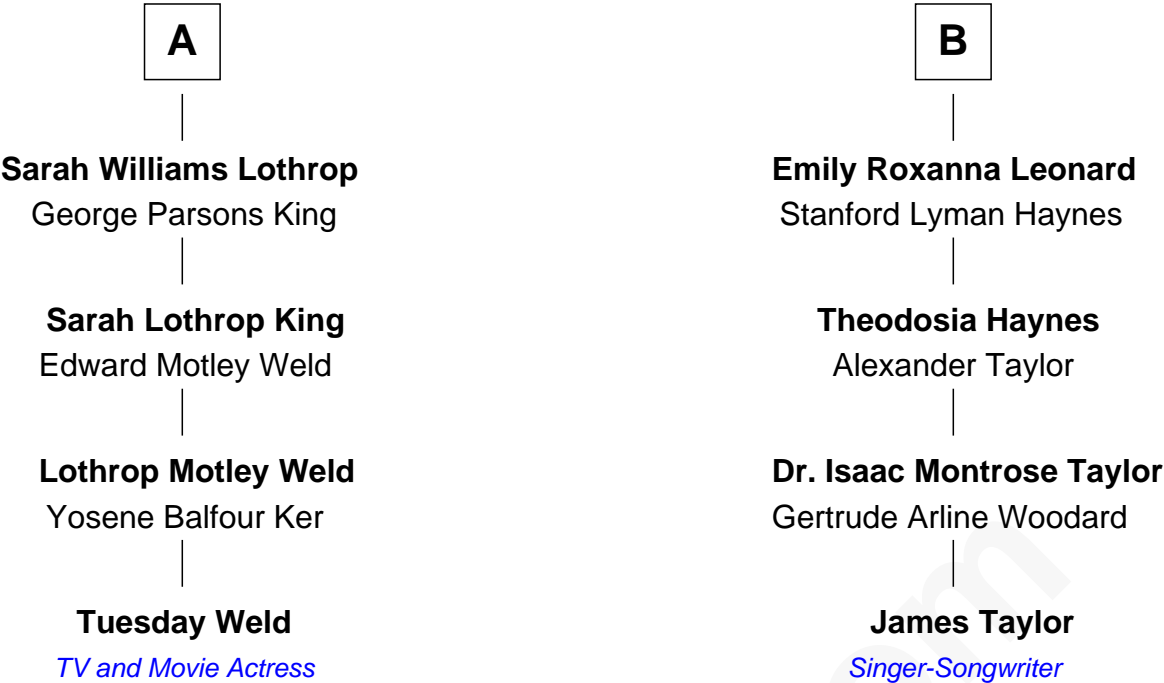 A
Sarah Williams Lothrop
George Parsons King
Sarah Lothrop King
Edward Motley Weld
Lothrop Motley Weld
Yosene Balfour Ker
Tuesday Weld
TV and Movie Actress
B
Emily Roxanna Leonard
Stanford Lyman Haynes
Theodosia Haynes
Alexander Taylor
Dr. Isaac Montrose Taylor
Gertrude Arline Woodard
James Taylor
Singer-Songwriter
om